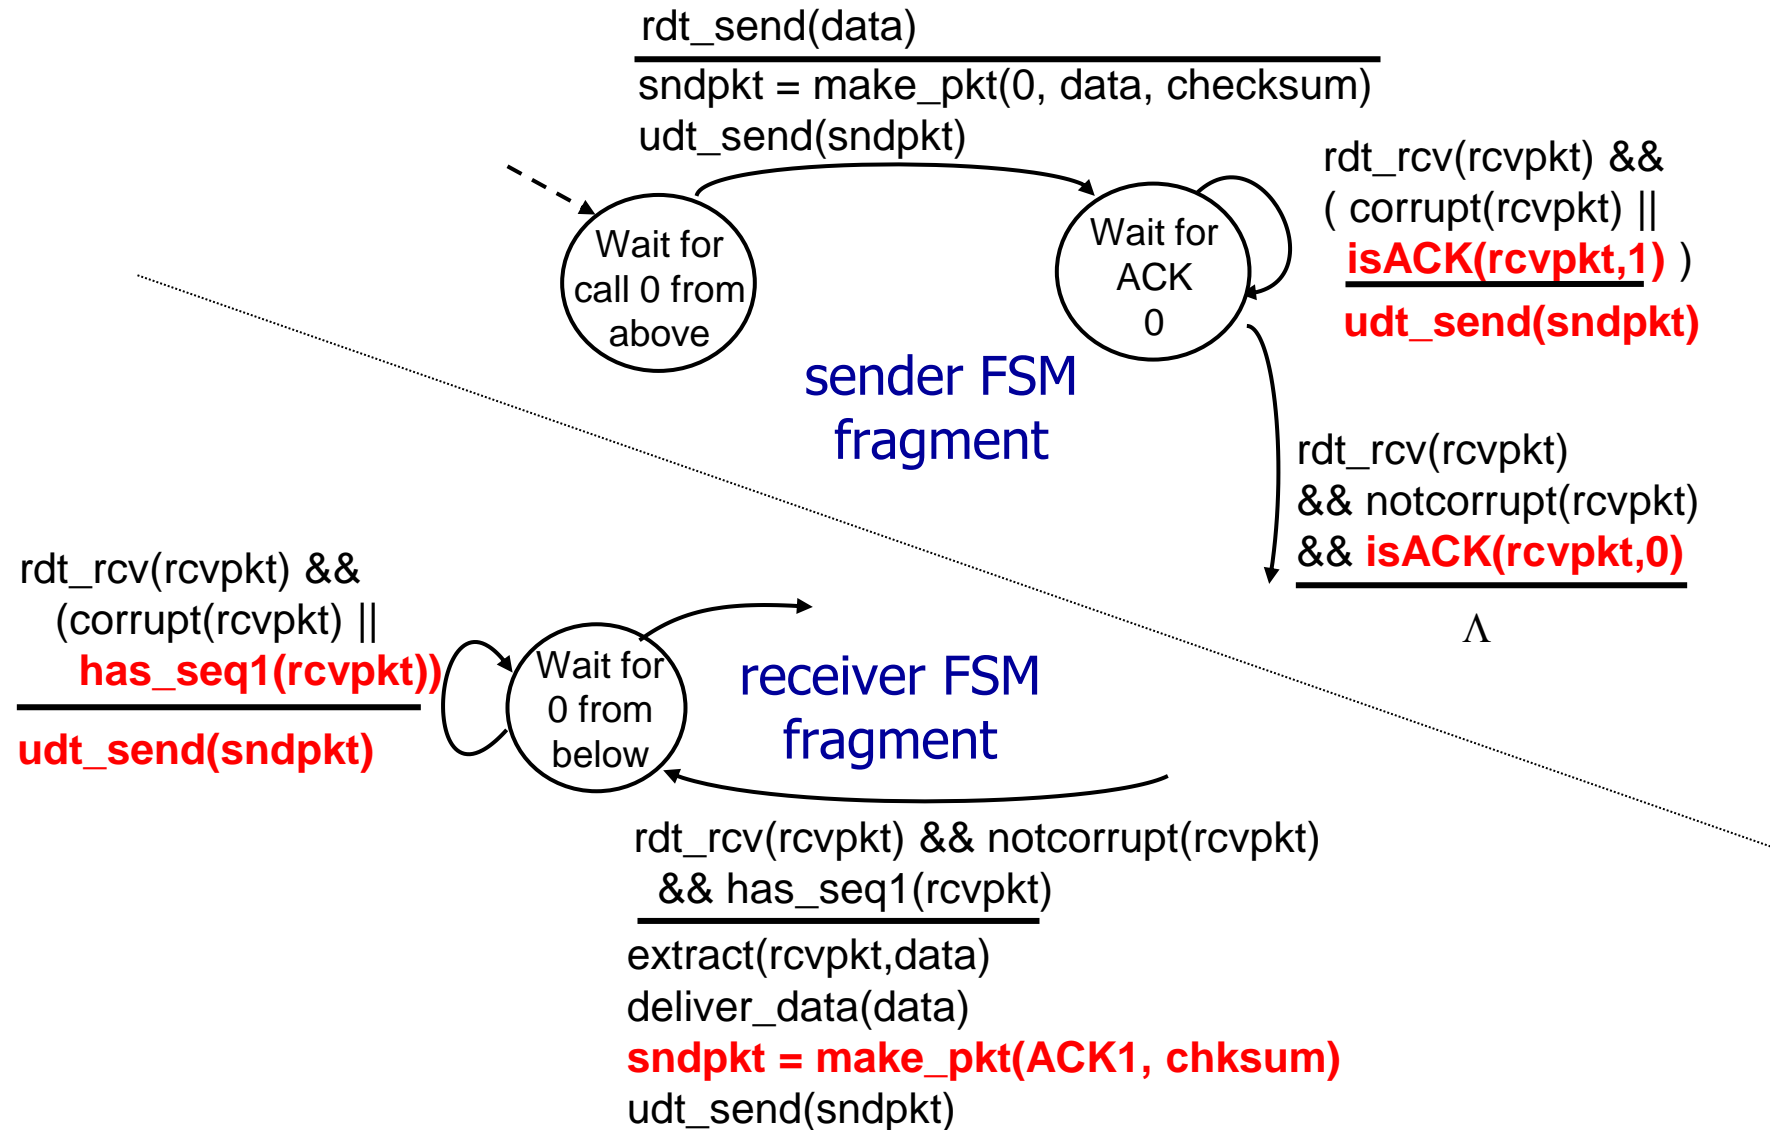 rdt_send(data)
sndpkt = make_pkt(0, data, checksum)
udt_send(sndpkt)
Wait for
call 0 from
above
Wait for
ACK
0
rdt_rcv(rcvpkt) &&
( corrupt(rcvpkt) ||
isACK(rcvpkt,1) )
udt_send(sndpkt)
sender FSM
fragment
rdt_rcv(rcvpkt)
&& notcorrupt(rcvpkt)
&& isACK(rcvpkt,0)
Λ
rdt_rcv(rcvpkt) &&
(corrupt(rcvpkt) ||
has_seq1(rcvpkt))
udt_send(sndpkt)
Wait for
0 from
below
receiver FSM
fragment
rdt_rcv(rcvpkt) && notcorrupt(rcvpkt)
&& has_seq1(rcvpkt)
extract(rcvpkt,data)
deliver_data(data)
sndpkt = make_pkt(ACK1, chksum)
udt_send(sndpkt)